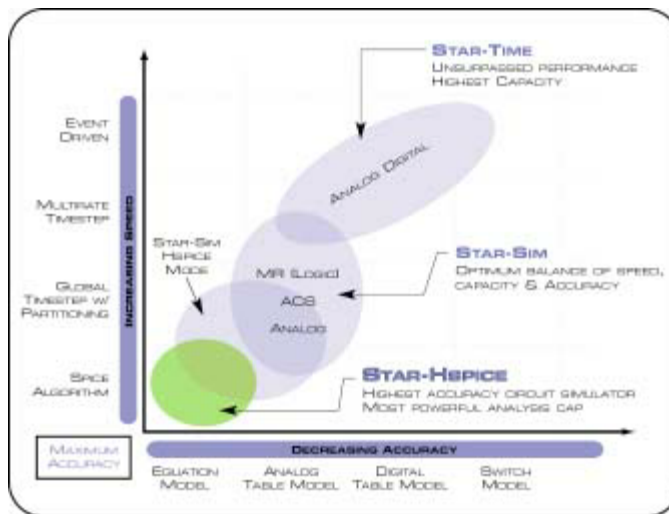 STAR-TIME
UNSURPASSED PERFORMANCE
HIGHEST CAPACITY
EVENT
DRIVEN
ANALOG DIGITAL
MULTIRATE
TIMESTEP
INCREASING SPEED
STAR-SIM
HSPICE
MODE
MR (LOGIC)
ACS
ANALOG
STAR-SIM
OPTIMUM BALANCE OF SPEED,
CAPACITY & ACCURACY
GLOBAL
TIMESTEP W/
PARTITIONING
STAR-HSPICE
HIGHEST ACCURACY CIRCUIT SIMULATOR
MOST POWERFUL ANALYSIS CAP
SPICE
ALGORITHM
MAXIMUM
ACCURACY
DECREASING ACCURACY
EQUATION
MODEL
ANALOG
TABLE MODEL
DIGITAL
TABLE MODEL
SWITCH
MODEL